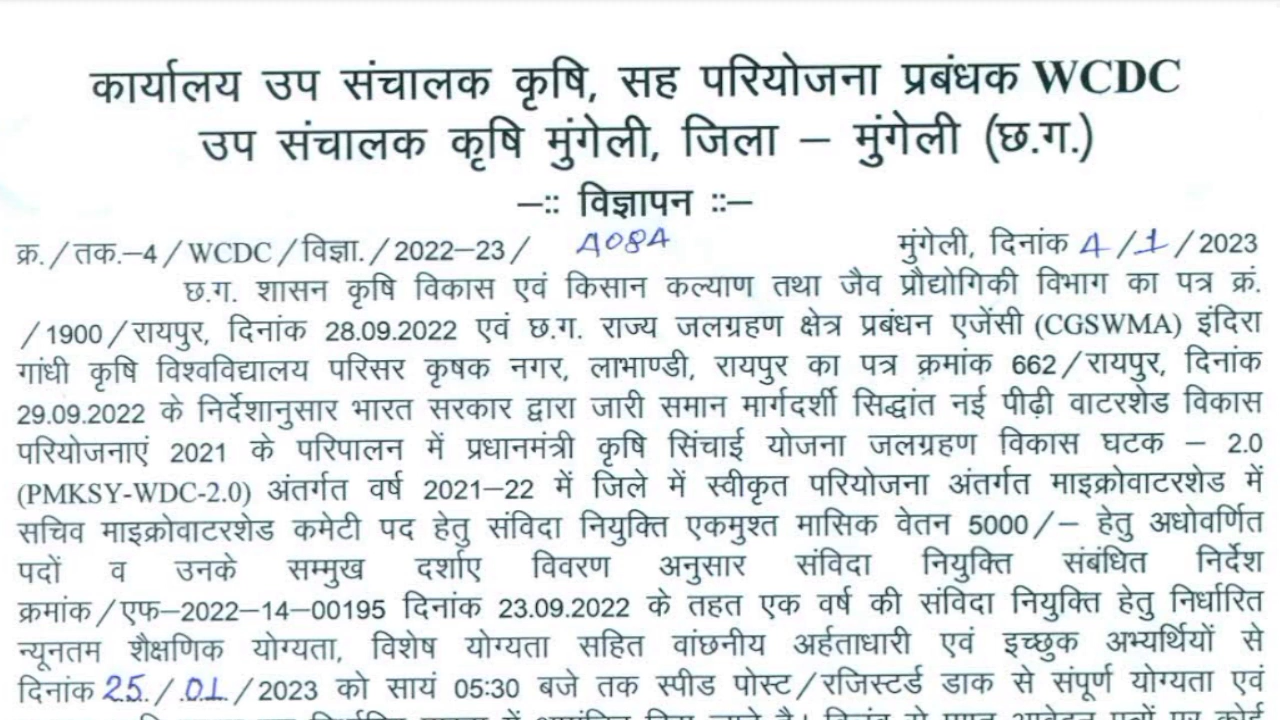 कार्यालय उप संचालक कृषि, सह परियोजना प्रबंधक WCDC
उप संचालक कृषि मुंगेली, जिला – मुंगेली (छ.ग.)
–:: विज्ञापन ::–
क्र./तक.–4/WCDC/विज्ञा./2022–23/ 4084 मुंगेली, दिनांक 4/1/2023
छ.ग. शासन कृषि विकास एवं किसान कल्याण तथा जैव प्रौद्योगिकी विभाग का पत्र क्रं.
/1900/रायपुर, दिनांक 28.09.2022 एवं छ.ग. राज्य जलग्रहण क्षेत्र प्रबंधन एजेंसी (CGSWMA) इंदिरा
गांधी कृषि विश्वविद्यालय परिसर कृषक नगर, लाभाण्डी, रायपुर का पत्र क्रमांक 662/रायपुर, दिनांक
29.09.2022 के निर्देशानुसार भारत सरकार द्वारा जारी समान मार्गदर्शी सिद्धांत नई पीढ़ी वाटरशेड विकास
परियोजनाएं 2021 के परिपालन में प्रधानमंत्री कृषि सिंचाई योजना जलग्रहण विकास घटक – 2.0
(PMKSY-WDC-2.0) अंतर्गत वर्ष 2021–22 में जिले में स्वीकृत परियोजना अंतर्गत माइक्रोवाटरशेड में
सचिव माइक्रोवाटरशेड कमेटी पद हेतु संविदा नियुक्ति एकमुश्त मासिक वेतन 5000/– हेतु अधोवर्णित
पदों व उनके सम्मुख दर्शाए विवरण अनुसार संविदा नियुक्ति संबंधित निर्देश
क्रमांक/एफ–2022–14–00195 दिनांक 23.09.2022 के तहत एक वर्ष की संविदा नियुक्ति हेतु निर्धारित
न्यूनतम शैक्षणिक योग्यता, विशेष योग्यता सहित वांछनीय अर्हताधारी एवं इच्छुक अभ्यर्थियों से
दिनांक 25./.01/2023 को सायं 05:30 बजे तक स्पीड पोस्ट/रजिस्टर्ड डाक से संपूर्ण योग्यता एवं